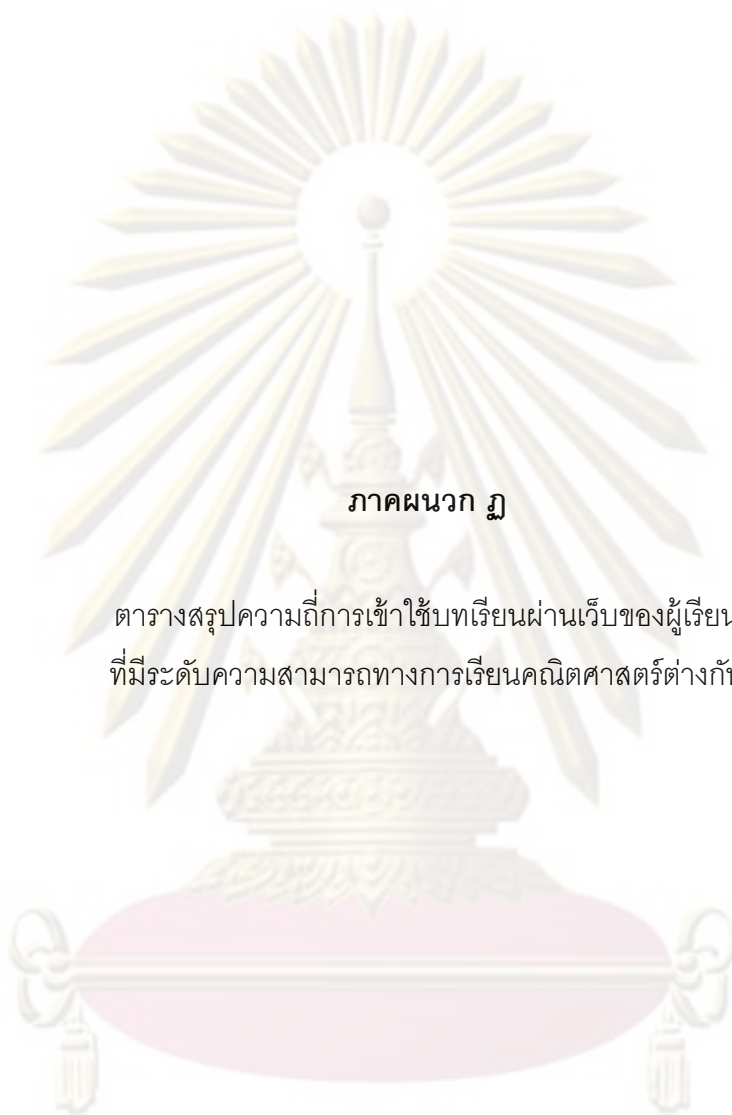 ภาคผนวก ฏ
ตารางสรุปความถี่การเข้าใช้บทเรียนผ่านเว็บของผู้เรียน
ที่มีระดับความสามารถทางการเรียนคณิตศาสตร์ต่างกัน